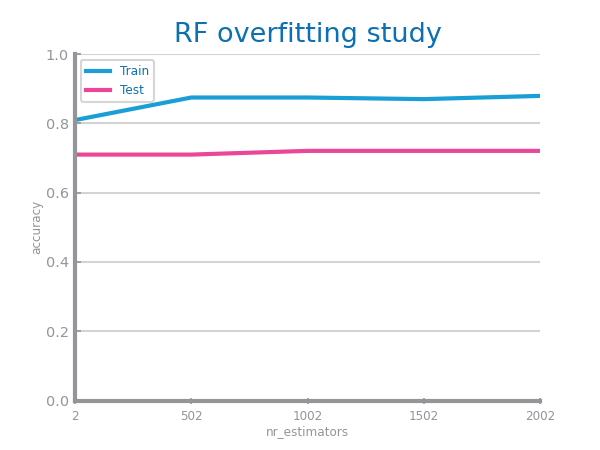 RF overfitting study
1.0
Train
Test
0.8
0.6
accuracy
0.4
0.2
0.0
2 502 1002 1502 2002
nr_estimators